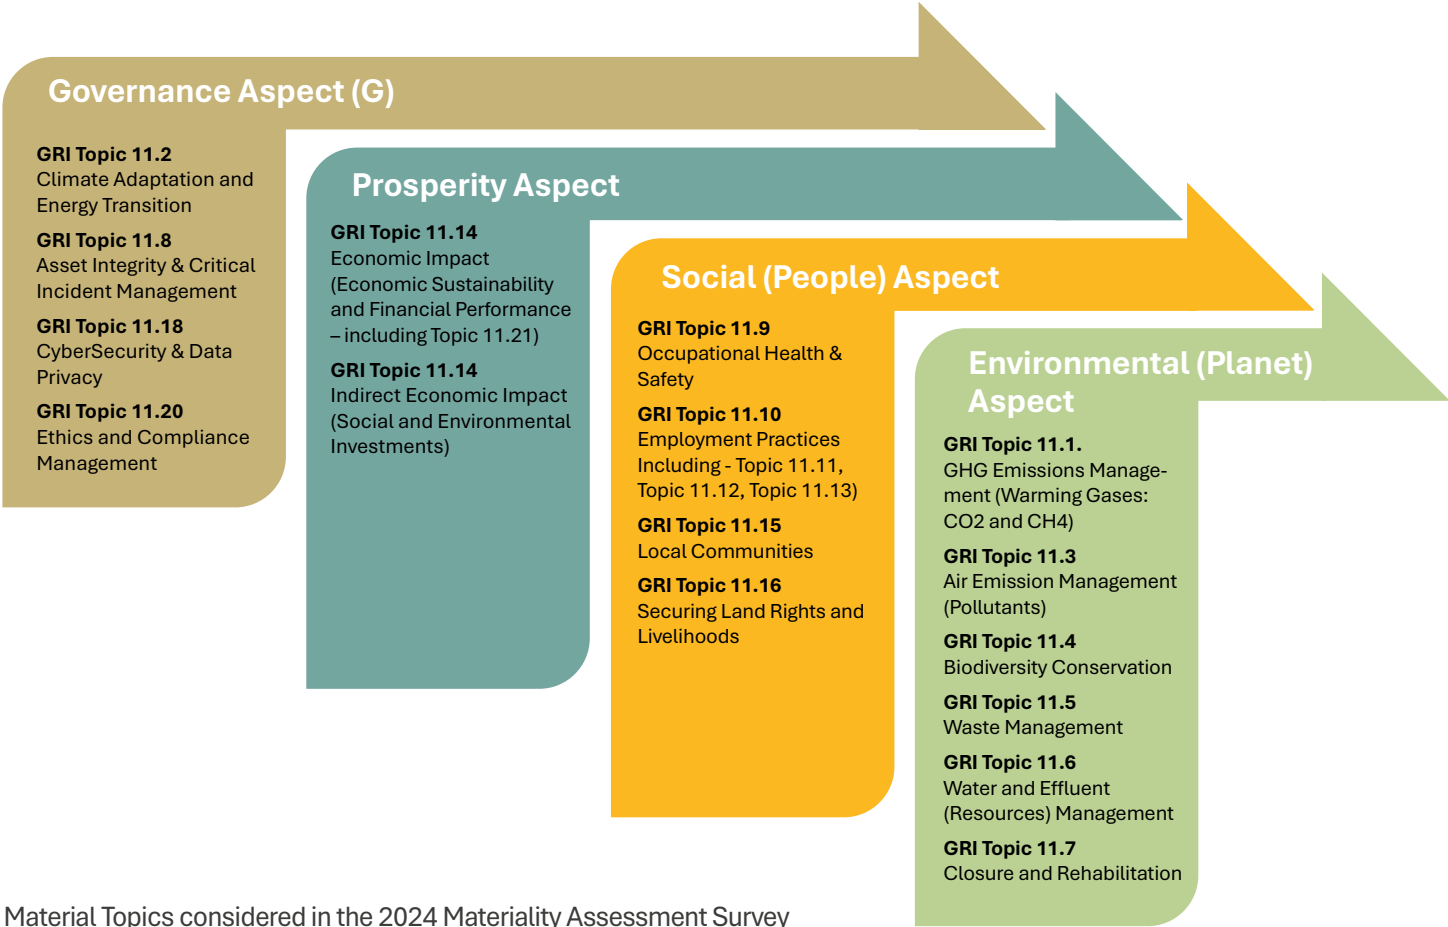 Governance Aspect (G)
GRI Topic 11.2
Climate Adaptation and
Energy Transition
GRI Topic 11.8
Asset Integrity & Critical
Incident Management
GRI Topic 11.18
CyberSecurity & Data
Privacy
GRI Topic 11.20
Ethics and Compliance
Management
Prosperity Aspect
GRI Topic 11.14
Economic Impact
(Economic Sustainability
and Financial Performance
– including Topic 11.21)
GRI Topic 11.14
Indirect Economic Impact
(Social and Environmental
Investments)
Social (People) Aspect
GRI Topic 11.9
Occupational Health &
Safety
GRI Topic 11.10
Employment Practices
Including - Topic 11.11,
Topic 11.12, Topic 11.13)
GRI Topic 11.15
Local Communities
GRI Topic 11.16
Securing Land Rights and
Livelihoods
Environmental (Planet)
Aspect
GRI Topic 11.1.
GHG Emissions Manage-
ment (Warming Gases:
CO2 and CH4)
GRI Topic 11.3
Air Emission Management
(Pollutants)
GRI Topic 11.4
Biodiversity Conservation
GRI Topic 11.5
Waste Management
GRI Topic 11.6
Water and Effluent
(Resources) Management
GRI Topic 11.7
Closure and Rehabilitation
Material Topics considered in the 2024 Materiality Assessment Survey